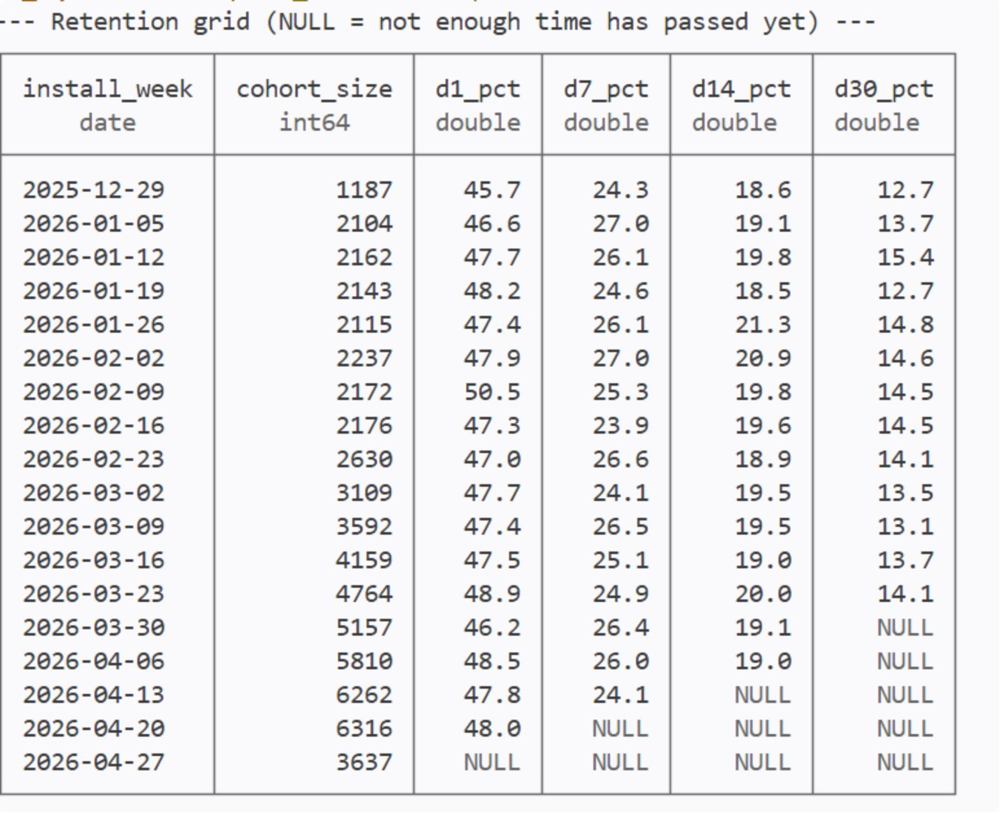 --- Retention grid (NULL = not enough time has passed yet) ---
install_week cohort_size d1_pct d7_pct d14_pct d30_pct
date int64 double double double double
2025-12-29 1187 45.7 24.3 18.6 12.7
2026-01-05 2104 46.6 27.0 19.1 13.7
2026-01-12 2162 47.7 26.1 19.8 15.4
2026-01-19 2143 48.2 24.6 18.5 12.7
2026-01-26 2115 47.4 26.1 21.3 14.8
2026-02-02 2237 47.9 27.0 20.9 14.6
2026-02-09 2172 50.5 25.3 19.8 14.5
2026-02-16 2176 47.3 23.9 19.6 14.5
2026-02-23 2630 47.0 26.6 18.9 14.1
2026-03-02 3109 47.7 24.1 19.5 13.5
2026-03-09 3592 47.4 26.5 19.5 13.1
2026-03-16 4159 47.5 25.1 19.0 13.7
2026-03-23 4764 48.9 24.9 20.0 14.1
2026-03-30 5157 46.2 26.4 19.1 NULL
2026-04-06 5810 48.5 26.0 19.0 NULL
2026-04-13 6262 47.8 24.1 NULL NULL
2026-04-20 6316 48.0 NULL NULL NULL
2026-04-27 3637 NULL NULL NULL NULL